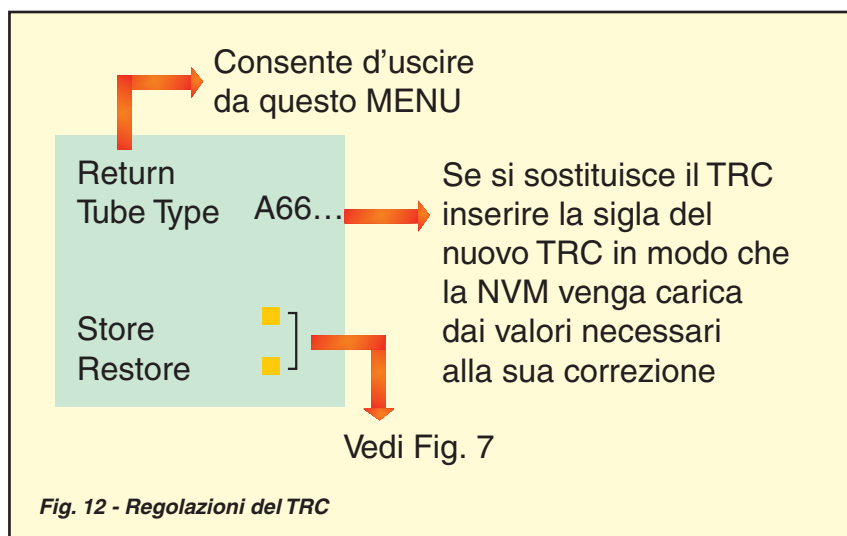 Consente d'uscire
da questo MENU
Return
Tube Type A66...
Se si sostituisce il TRC
inserire la sigla del
nuovo TRC in modo che
la NVM venga carica
dai valori necessari
alla sua correzione
Store
Restore
Vedi Fig. 7
Fig. 12 - Regolazioni del TRC